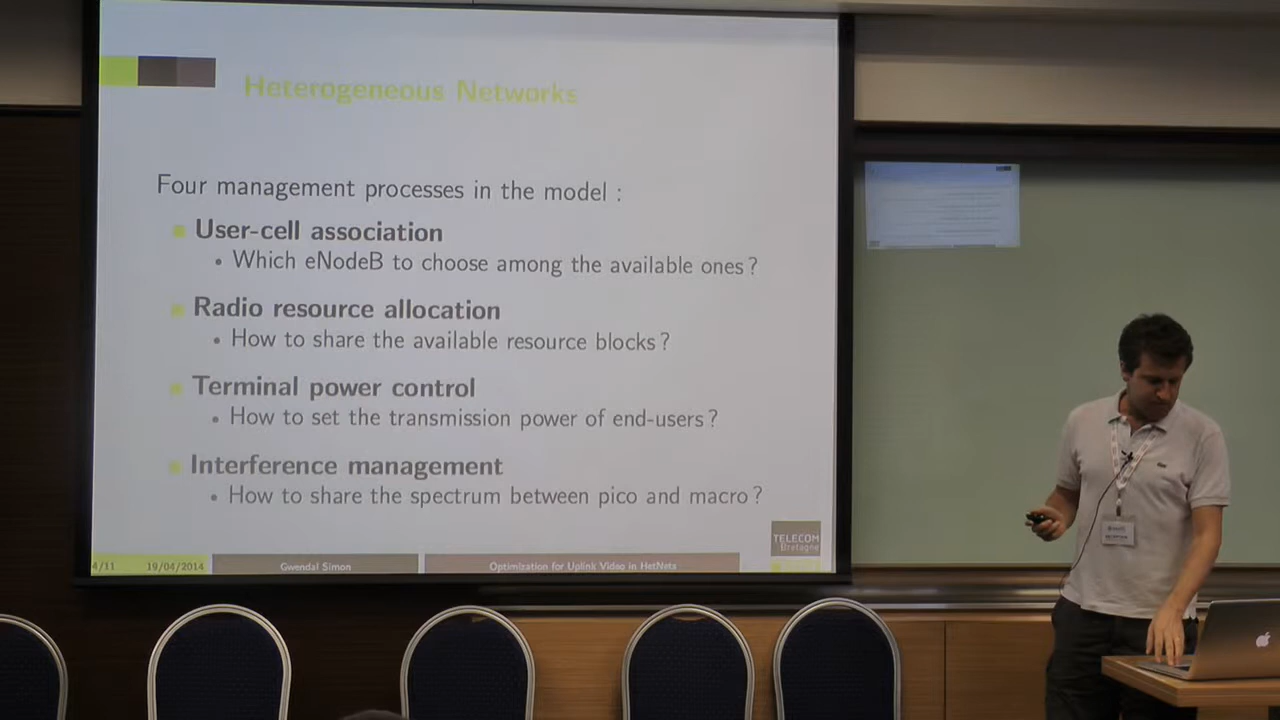 Heterogeneous Networks
Four management processes in the model :
User-cell association
• Which eNodeB to choose among the available ones ?
Radio resource allocation
• How to share the available resource blocks ?
Terminal power control
• How to set the transmission power of end-users ?
Interference management
• How to share the spectrum between pico and macro ?
TELECOM
Bretagne
4/11 19/04/2014 Gwendal Simon Optimization for Uplink Video in HetNets